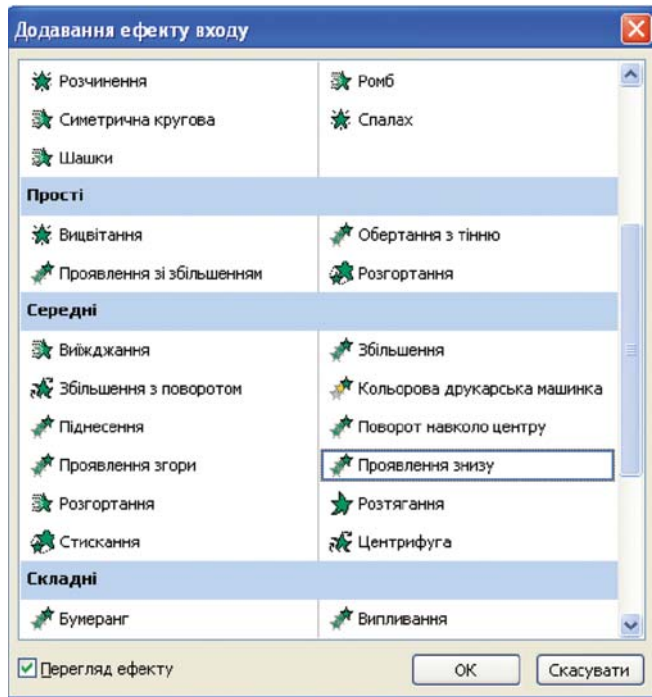 Додавання ефекту входу
Розчинення Ромб
Симетрична кругова Спалах
Шашки
Прості
Вицвітання Обертання з тінню
Проявлення зі збільшенням Розгортання
Середні
Виїжджання Збільшення
Збільшення з поворотом Кольорова друкарська машинка
Піднесення Поворот навколо центру
Проявлення згори Проявлення знизу
Розгортання Розтягання
Стискання Центрифуга
Складні
Бумеранг Випливання
Перегляд ефекту ОК Скасувати